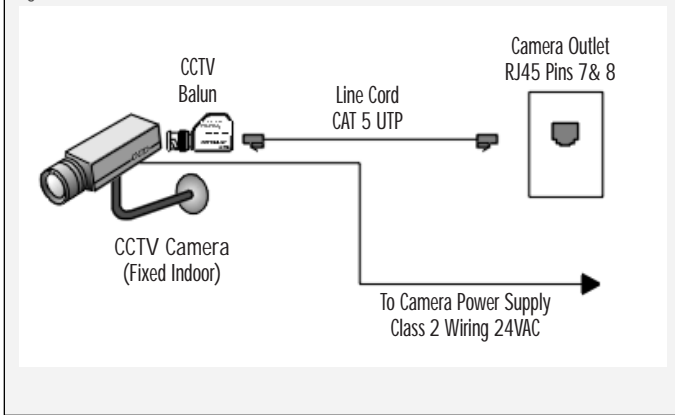 CCTV
Balun
Line Cord
CAT 5 UTP
Camera Outlet
RJ45 Pins 7& 8
CCTV Camera
(Fixed Indoor)
To Camera Power Supply
Class 2 Wiring 24VAC